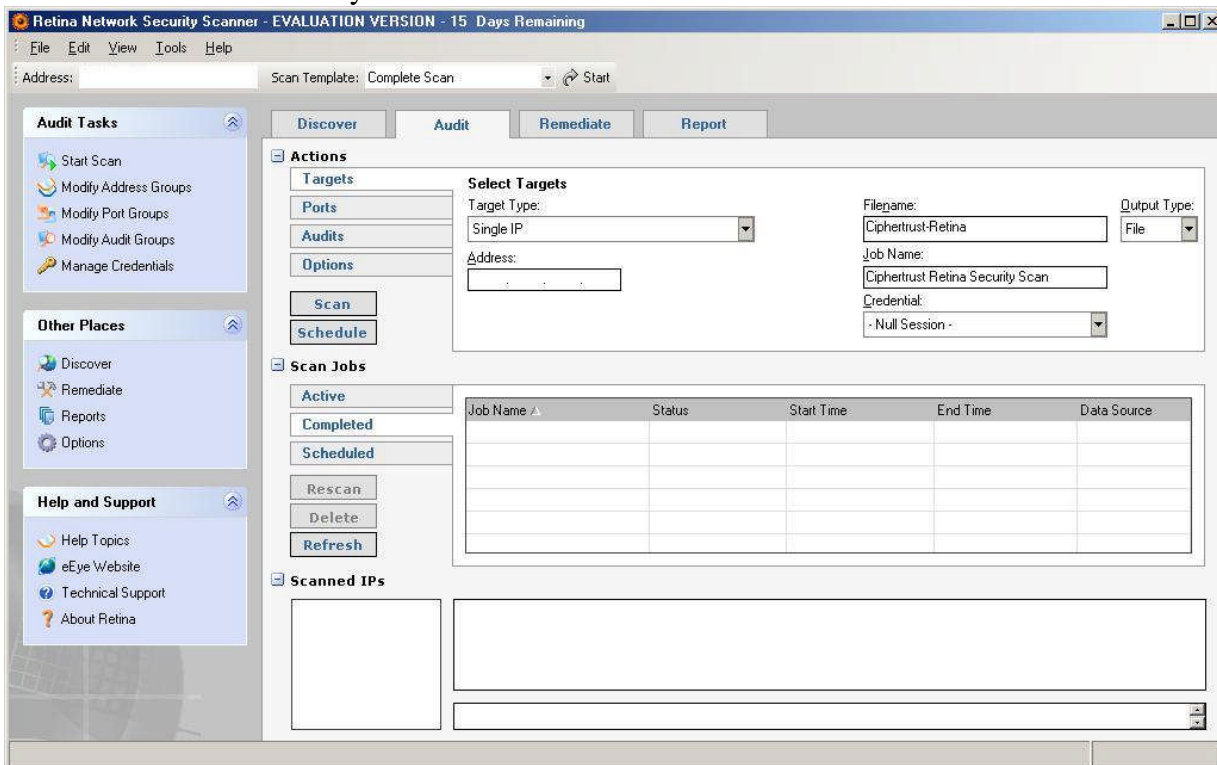 Retina Network Security Scanner - EVALUATION VERSION - 15 Days Remaining
File Edit View Tools Help
Address: Scan Template: Complete Scan Start
Audit Tasks
Start Scan
Modify Address Groups
Modify Port Groups
Modify Audit Groups
Manage Credentials
Other Places
Discover
Remediate
Reports
Options
Help and Support
Help Topics
eEye Website
Technical Support
About Retina
Discover Audit Remediate Report
Actions
Targets
Ports
Audits
Options
Scan
Schedule
Select Targets
Target Type:
Single IP
Address:
. . .
Filename:
Ciphertrust-Retina
Output Type:
File
Job Name:
Ciphertrust Retina Security Scan
Credential:
- Null Session -
Scan Jobs
Active
Completed
Scheduled
Rescan
Delete
Refresh
Job Name Status Start Time End Time Data Source
Scanned IPs